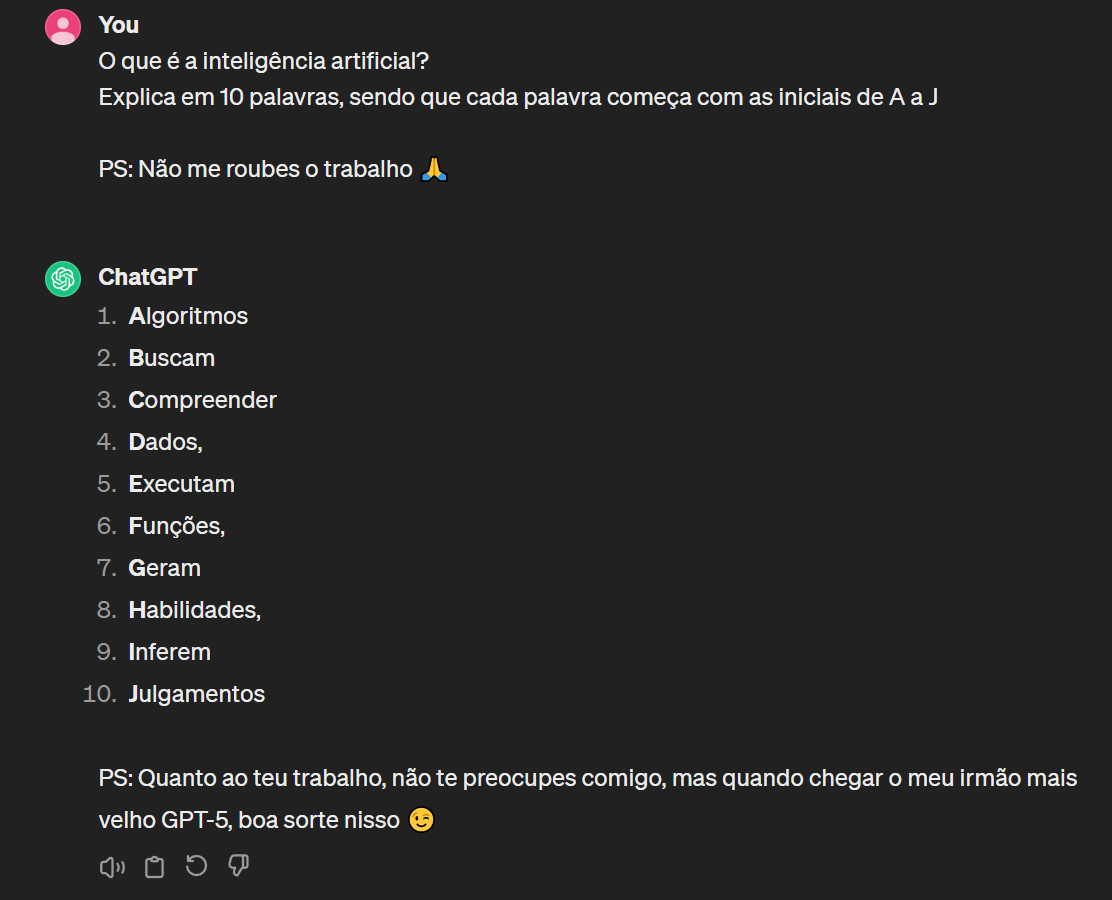 You
O que é a inteligência artificial?
Explica em 10 palavras, sendo que cada palavra começa com as iniciais de A a J
PS: Não me roubes o trabalho 🙏
ChatGPT
1. Algoritmos
2. Buscam
3. Compreender
4. Dados,
5. Executam
6. Funções,
7. Geram
8. Habilidades,
9. Inferem
10. Julgamentos
PS: Quanto ao teu trabalho, não te preocupes comigo, mas quando chegar o meu irmão mais
velho GPT-5, boa sorte nisso 😉